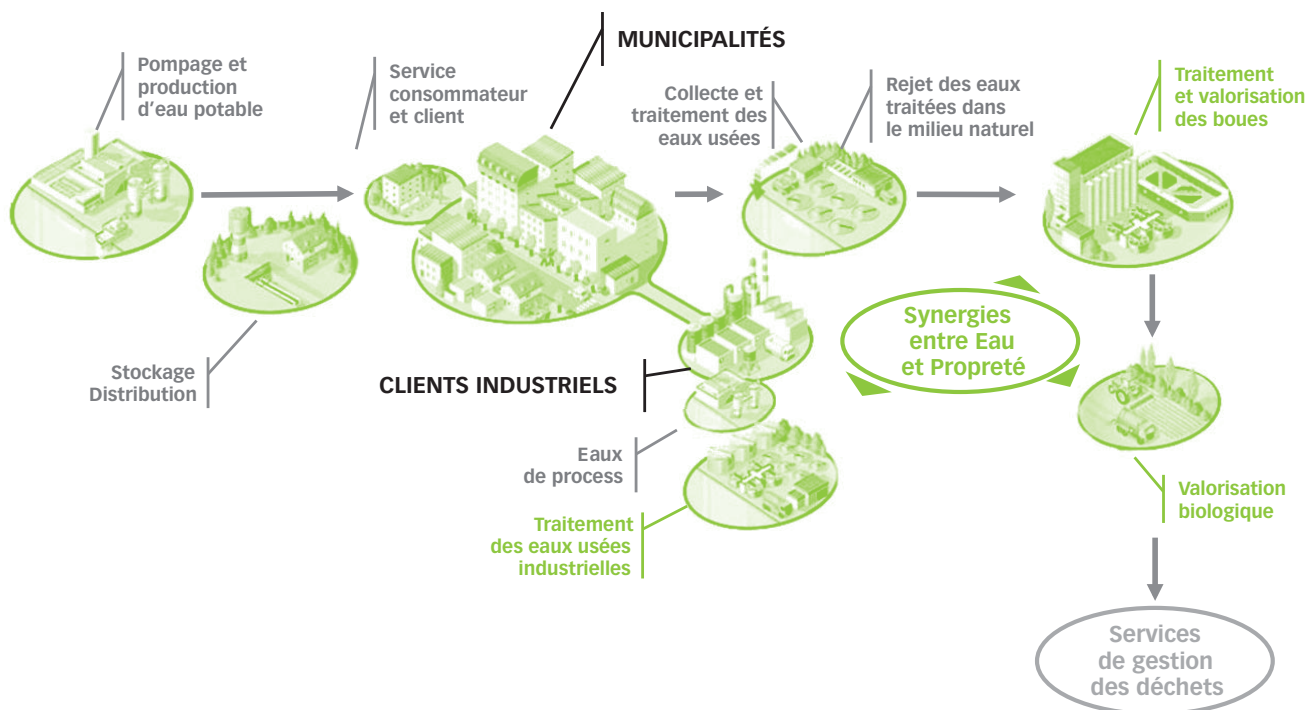 MUNICIPALITÉS
Pompage et
production
d'eau potable
Service
consommateur
et client
Collecte et
traitement des
eaux usées
Rejet des eaux
traitées dans
le milieu naturel
Traitement
et valorisation
des boues
Synergies
entre Eau
et Propreté
Stockage
Distribution
CLIENTS INDUSTRIELS
Eaux
de process
Traitement
des eaux usées
industrielles
Valorisation
biologique
Services
de gestion
des déchets